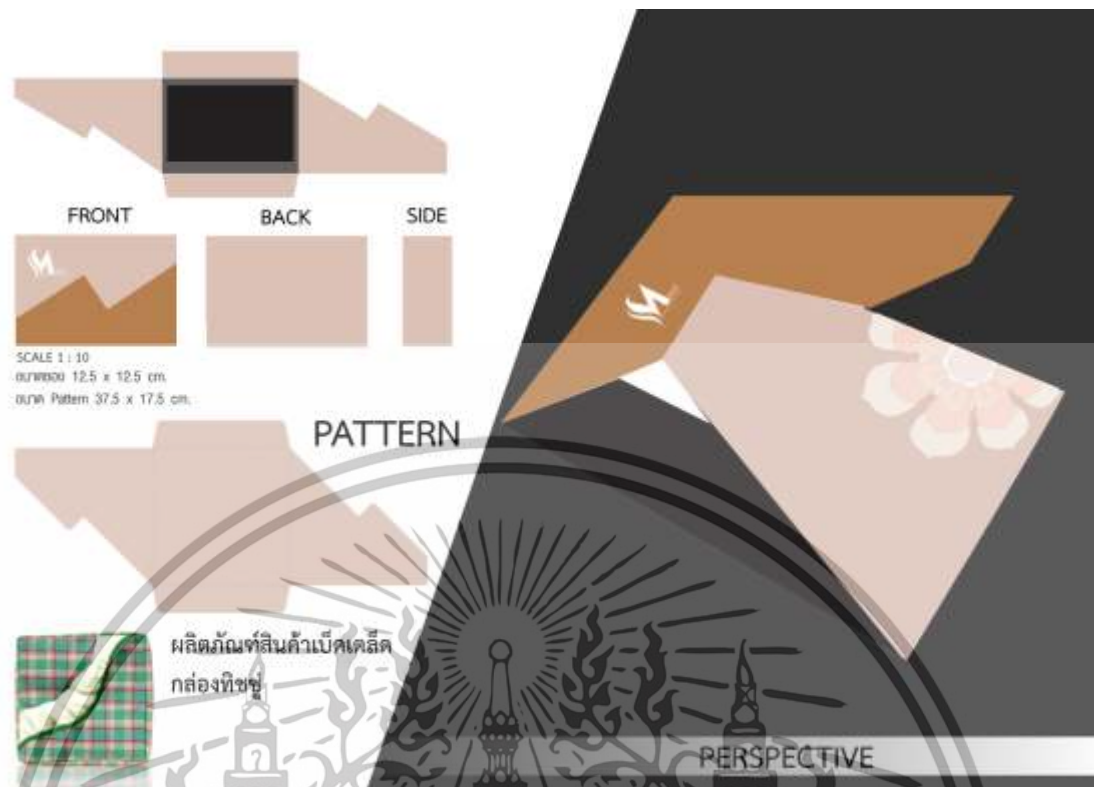 FRONT
BACK
SIDE
SCALE 1 : 10
ขนาดซอง 12.5 x 12.5 cm.
ขนาด Pattern 37.5 x 17.5 cm.
PATTERN
ผลิตภัณฑ์สินค้าเบ็ดเตล็ด
กล่องทิชชู
PERSPECTIVE